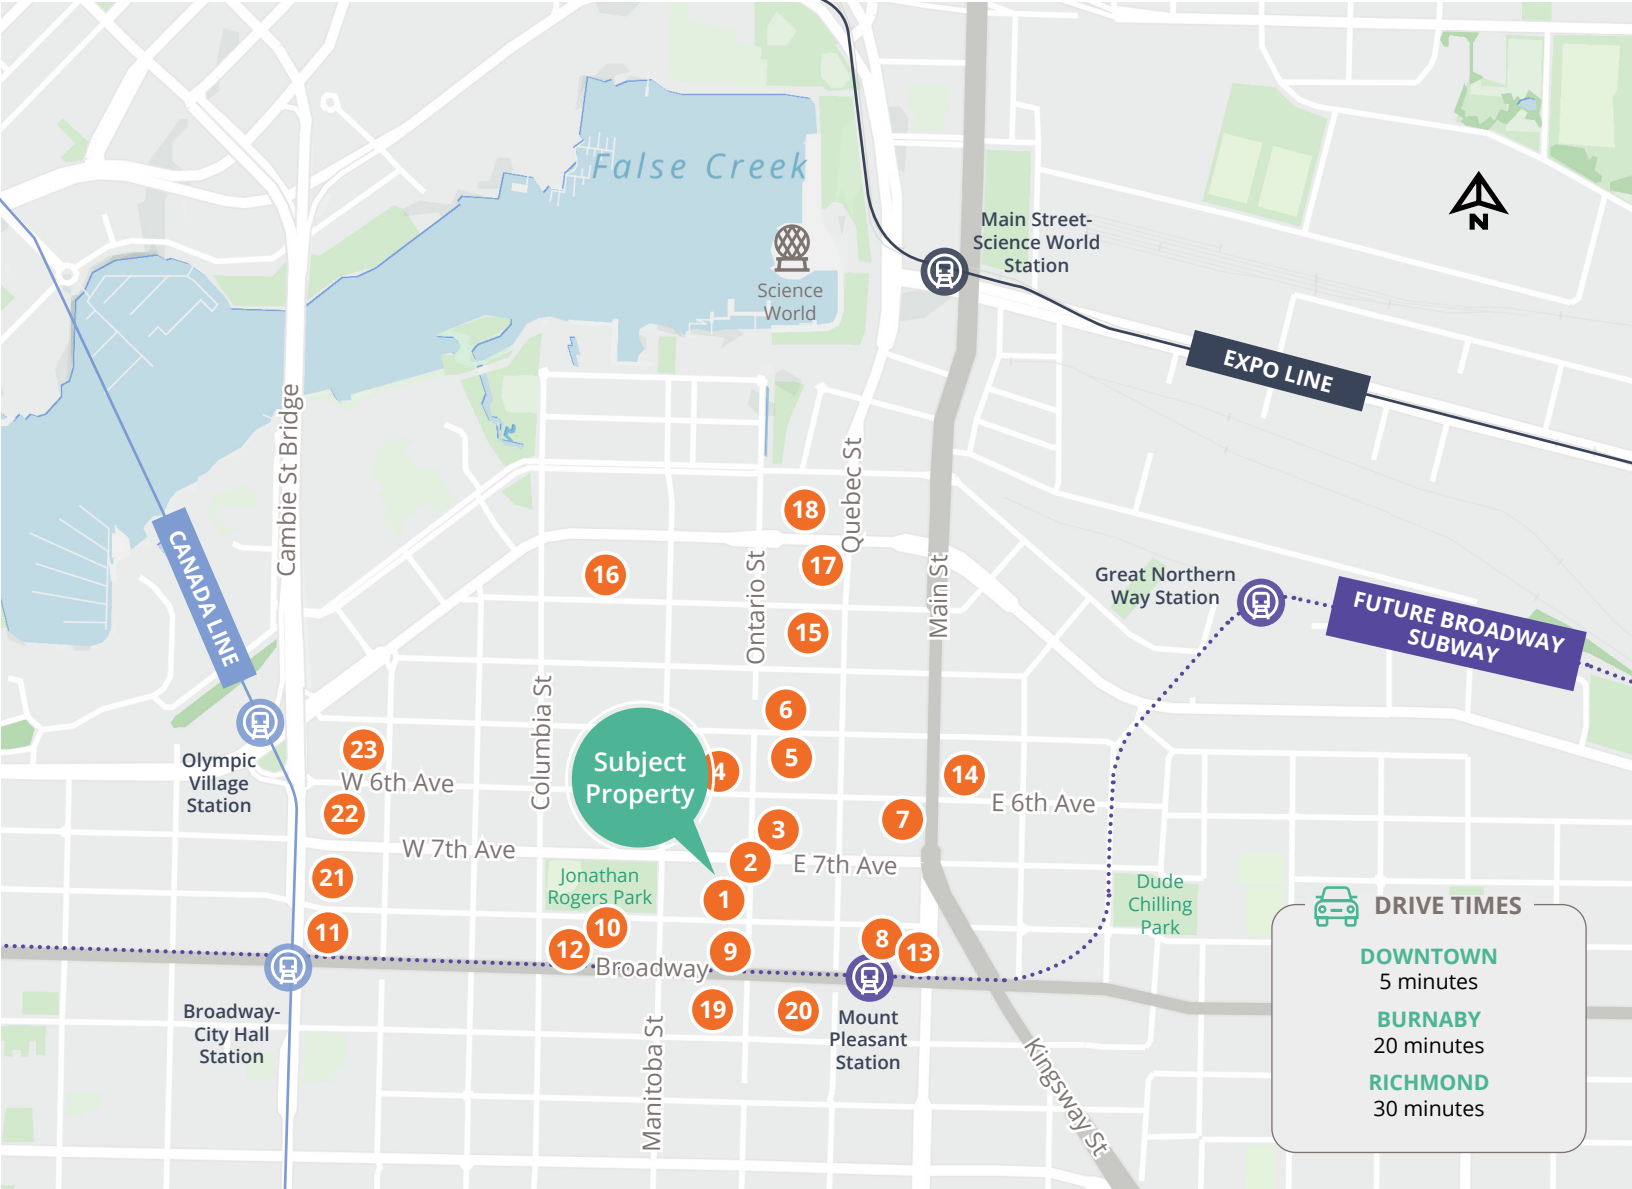 False Creek
Main Street-
Science World
Station
N
Science
World
EXPO LINE
Cambie St Bridge
Quebec St
CANADA LINE
18
17
16
Ontario St
Main St
15
Great Northern
Way Station
FUTURE BROADWAY
SUBWAY
Columbia St
6
Subject
Property
4
5
23
W 6th Ave
Olympic
Village
Station
14
E 6th Ave
22
7
3
W 7th Ave
2
E 7th Ave
21
Jonathan
Rogers Park
1
Dude
Chilling
Park
DRIVE TIMES
DOWNTOWN
5 minutes
BURNABY
20 minutes
RICHMOND
30 minutes
11
10
12
9
8
13
Broadway
19
20
Broadway-
City Hall
Station
Mount
Pleasant
Station
Manitoba St
Kingsway St